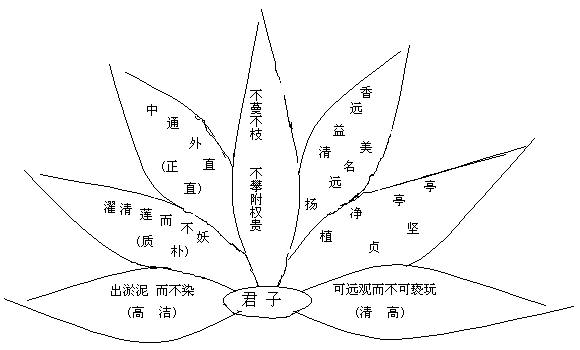 中通外直
(正直)
不蔓不枝
不攀附权贵
香远益清
美名远扬
濯清莲而不妖
(质朴)
亭亭净植
坚贞
出淤泥 而不染
(高 洁)
君 子
可远观而不可亵玩
(清 高)